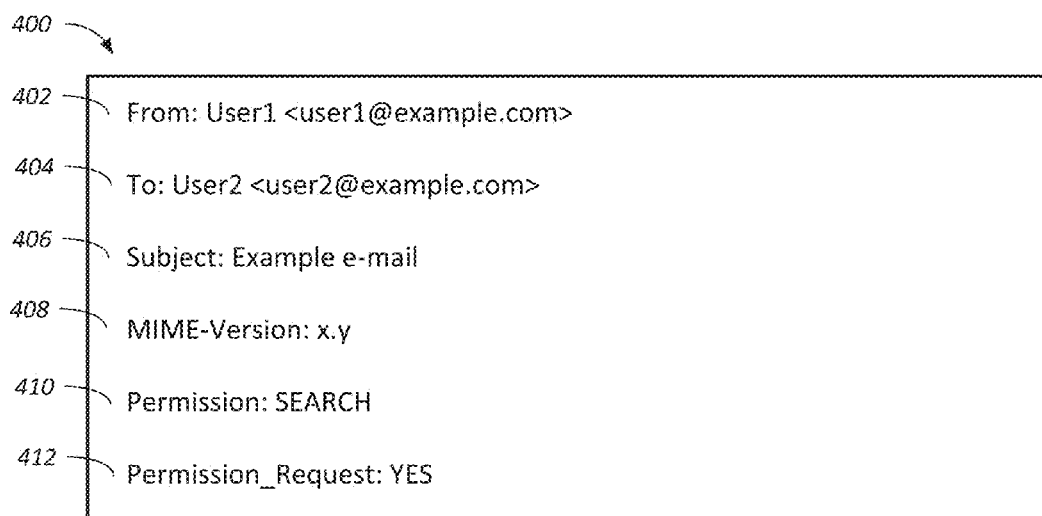 400
402 From: User1 <user1@example.com>
404 To: User2 <user2@example.com>
406 Subject: Example e-mail
408 MIME-Version: x.y
410 Permission: SEARCH
412 Permission_Request: YES